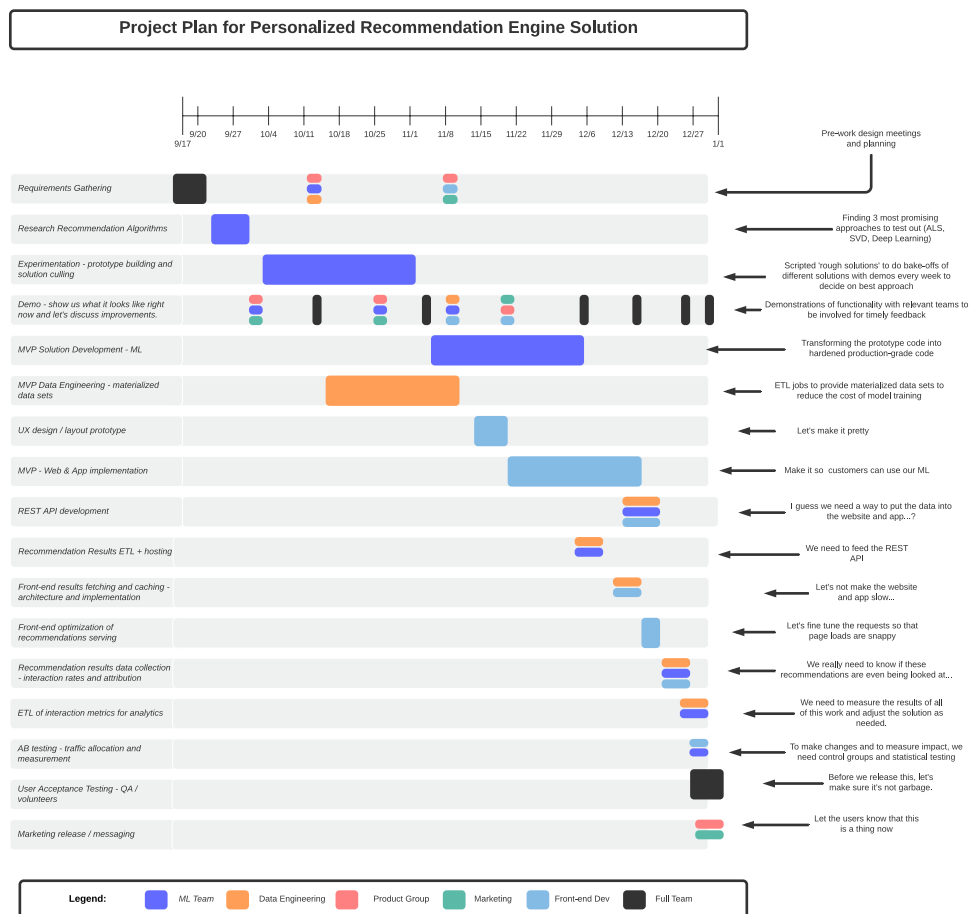 Project Plan for Personalized Recommendation Engine Solution
9/20 9/27 10/4 10/11 10/18 10/25 11/1 11/8 11/15 11/22 11/29 12/6 12/13 12/20 12/27
9/17 1/1
Pre-work design meetings
and planning
Requirements Gathering
Research Recommendation Algorithms
Finding 3 most promising
approaches to test out (ALS,
SVD, Deep Learning)
Experimentation - prototype building and
solution culling
Scripted 'rough solutions' to do bake-offs of
different solutions with demos every week to
decide on best approach
Demo - show us what it looks like right
now and let's discuss improvements.
Demonstrations of functionality with relevant teams to
be involved for timely feedback
MVP Solution Development - ML
Transforming the prototype code into
hardened production-grade code
MVP Data Engineering - materialized
data sets
ETL jobs to provide materialized data sets to
reduce the cost of model training
UX design / layout prototype
Let's make it pretty
MVP - Web & App implementation
Make it so customers can use our ML
REST API development
I guess we need a way to put the data into
the website and app...?
Recommendation Results ETL + hosting
We need to feed the REST
API
Front-end results fetching and caching -
architecture and implementation
Let's not make the website
and app slow...
Front-end optimization of
recommendations serving
Let's fine tune the requests so that
page loads are snappy
Recommendation results data collection
- interaction rates and attribution
We really need to know if these
recommendations are even being looked at...
ETL of interaction metrics for analytics
We need to measure the results of all
of this work and adjust the solution as
needed.
AB testing - traffic allocation and
measurement
To make changes and to measure impact, we
need control groups and statistical testing
User Acceptance Testing - QA /
volunteers
Before we release this, let's
make sure it's not garbage.
Marketing release / messaging
Let the users know that this
is a thing now
Legend: ML Team Data Engineering Product Group Marketing Front-end Dev Full Team